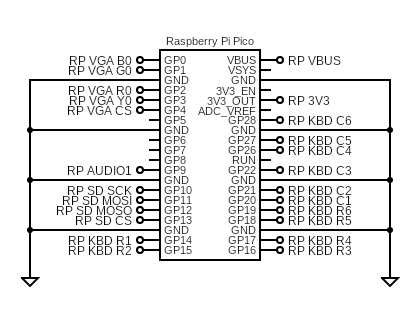 Raspberry Pi Pico
RP VGA B0 GP0 VBUS RP VBUS
RP VGA G0 GP1 VSYS
GND GND
RP VGA R0 GP2 3V3_EN
RP VGA Y0 GP3 3V3_OUT RP 3V3
RP VGA CS GP4 ADC_VREF
GP5 GP28 RP KBD C6
GND GND
GP6 GP27 RP KBD C5
GP7 GP26 RP KBD C4
GP8 RUN
RP AUDIO1 GP9 GP22 RP KBD C3
GND GND
RP SD SCK GP10 GP21 RP KBD C2
RP SD MOSI GP11 GP20 RP KBD C1
RP SD MOSO GP12 GP19 RP KBD R6
RP SD CS GP13 GP18 RP KBD R5
GND GND
RP KBD R1 GP14 GP17 RP KBD R4
RP KBD R2 GP15 GP16 RP KBD R3